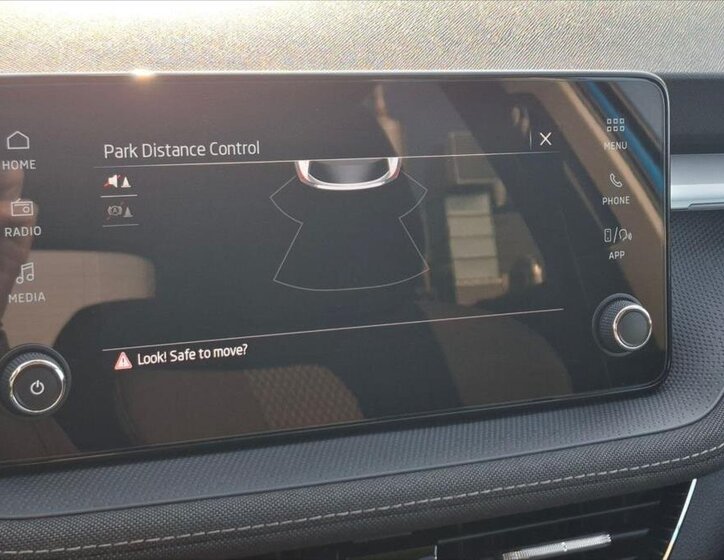 Park Distance Control
HOME
RADIO
MEDIA
MENU
PHONE
APP
Look! Safe to move?